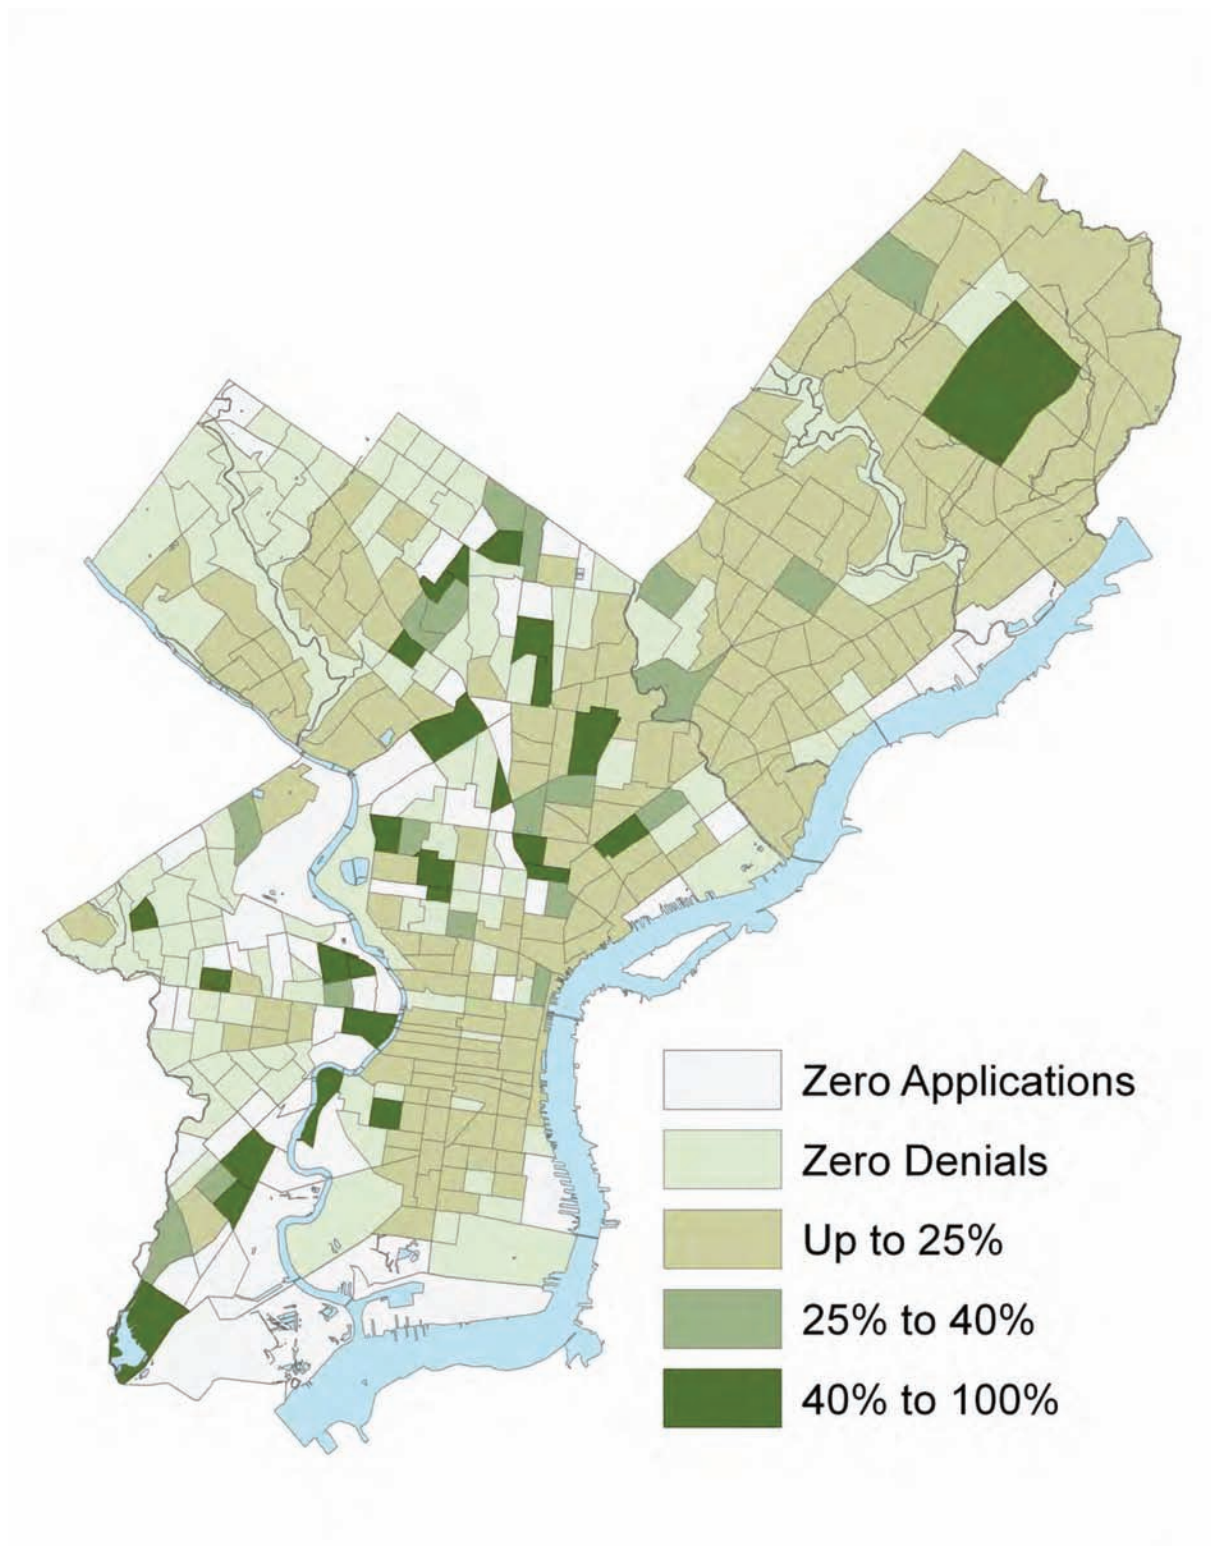 Zero Applications
Zero Denials
Up to 25%
25% to 40%
40% to 100%